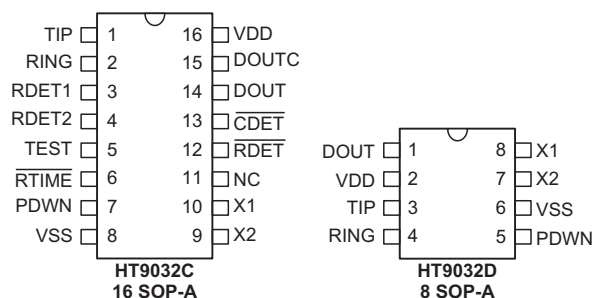 TIP 1 16 VDD
RING 2 15 DOUTC
RDET1 3 14 DOUT
RDET2 4 13 CDET
TEST 5 12 RDET
RTIME 6 11 NC
PDWN 7 10 X1
VSS 8 9 X2
HT9032C
16 SOP-A
DOUT 1 8 X1
VDD 2 7 X2
TIP 3 6 VSS
RING 4 5 PDWN
HT9032D
8 SOP-A